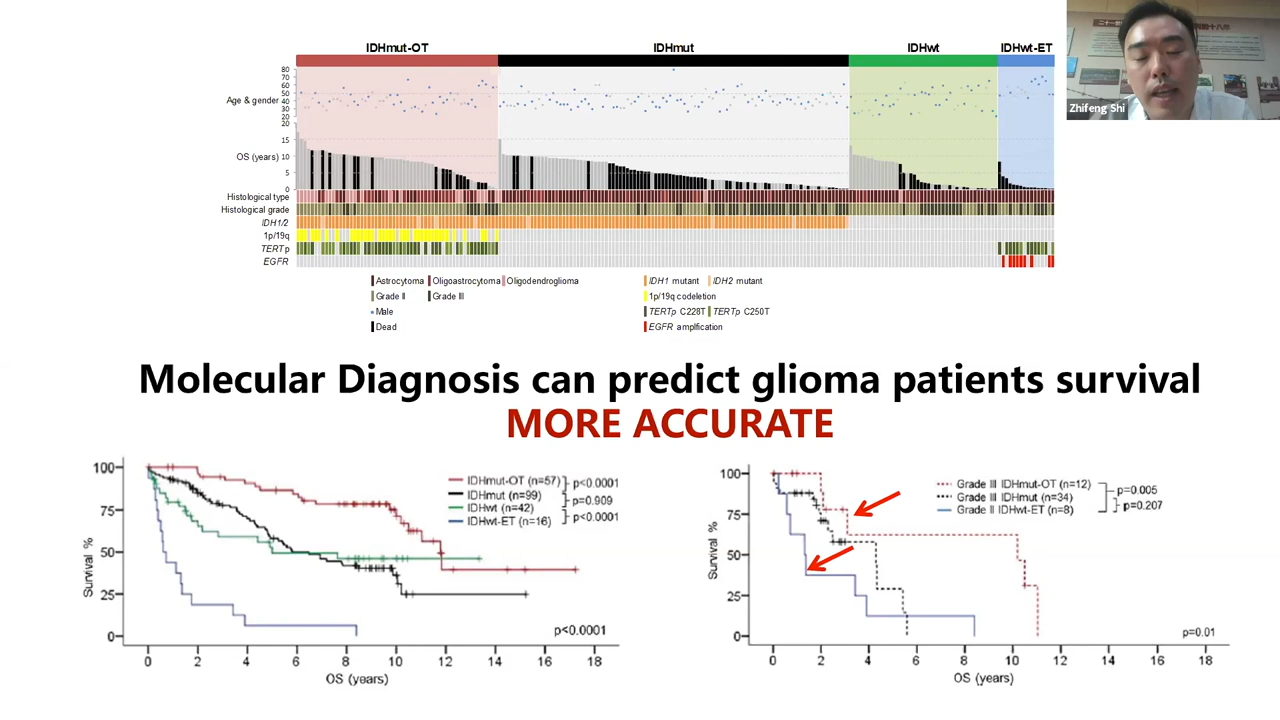 IDHmut-OT IDHmut IDHwt IDHwt-ET
80
70
60
Age & gender
50
40
30
20
OS (years)
15
10
5
0
Histological type
Histological grade
IDH1/2
1p/19q
TERTp
EGFR
Astrocytoma Oligoastrocytoma Oligodendroglioma
Grade II Grade III
Male
Dead
IDH1 mutant IDH2 mutant
1p/19q codeletion
TERTp C228T TERTp C250T
EGFR amplfication
Zhifeng Shi
Molecular Diagnosis can predict glioma patients survival
MORE ACCURATE
Survival %
100
75
50
25
0
IDHmut-OT (n=57) p<0.0001
IDHmut (n=99) p=0.909
IDHwt (n=42) p<0.0001
IDHwt-ET (n=16)
p<0.0001
0 2 4 6 8 10 12 14 16 18
OS (years)
Survival %
100
75
50
25
0
Grade III IDHmut-OT (n=12)
Grade III IDHmut (n=34)
Grade II IDHwt-ET (n=8)
p=0.005
p=0.207
p=0.01
0 2 4 6 8 10 12 14 16 18
OS (years)